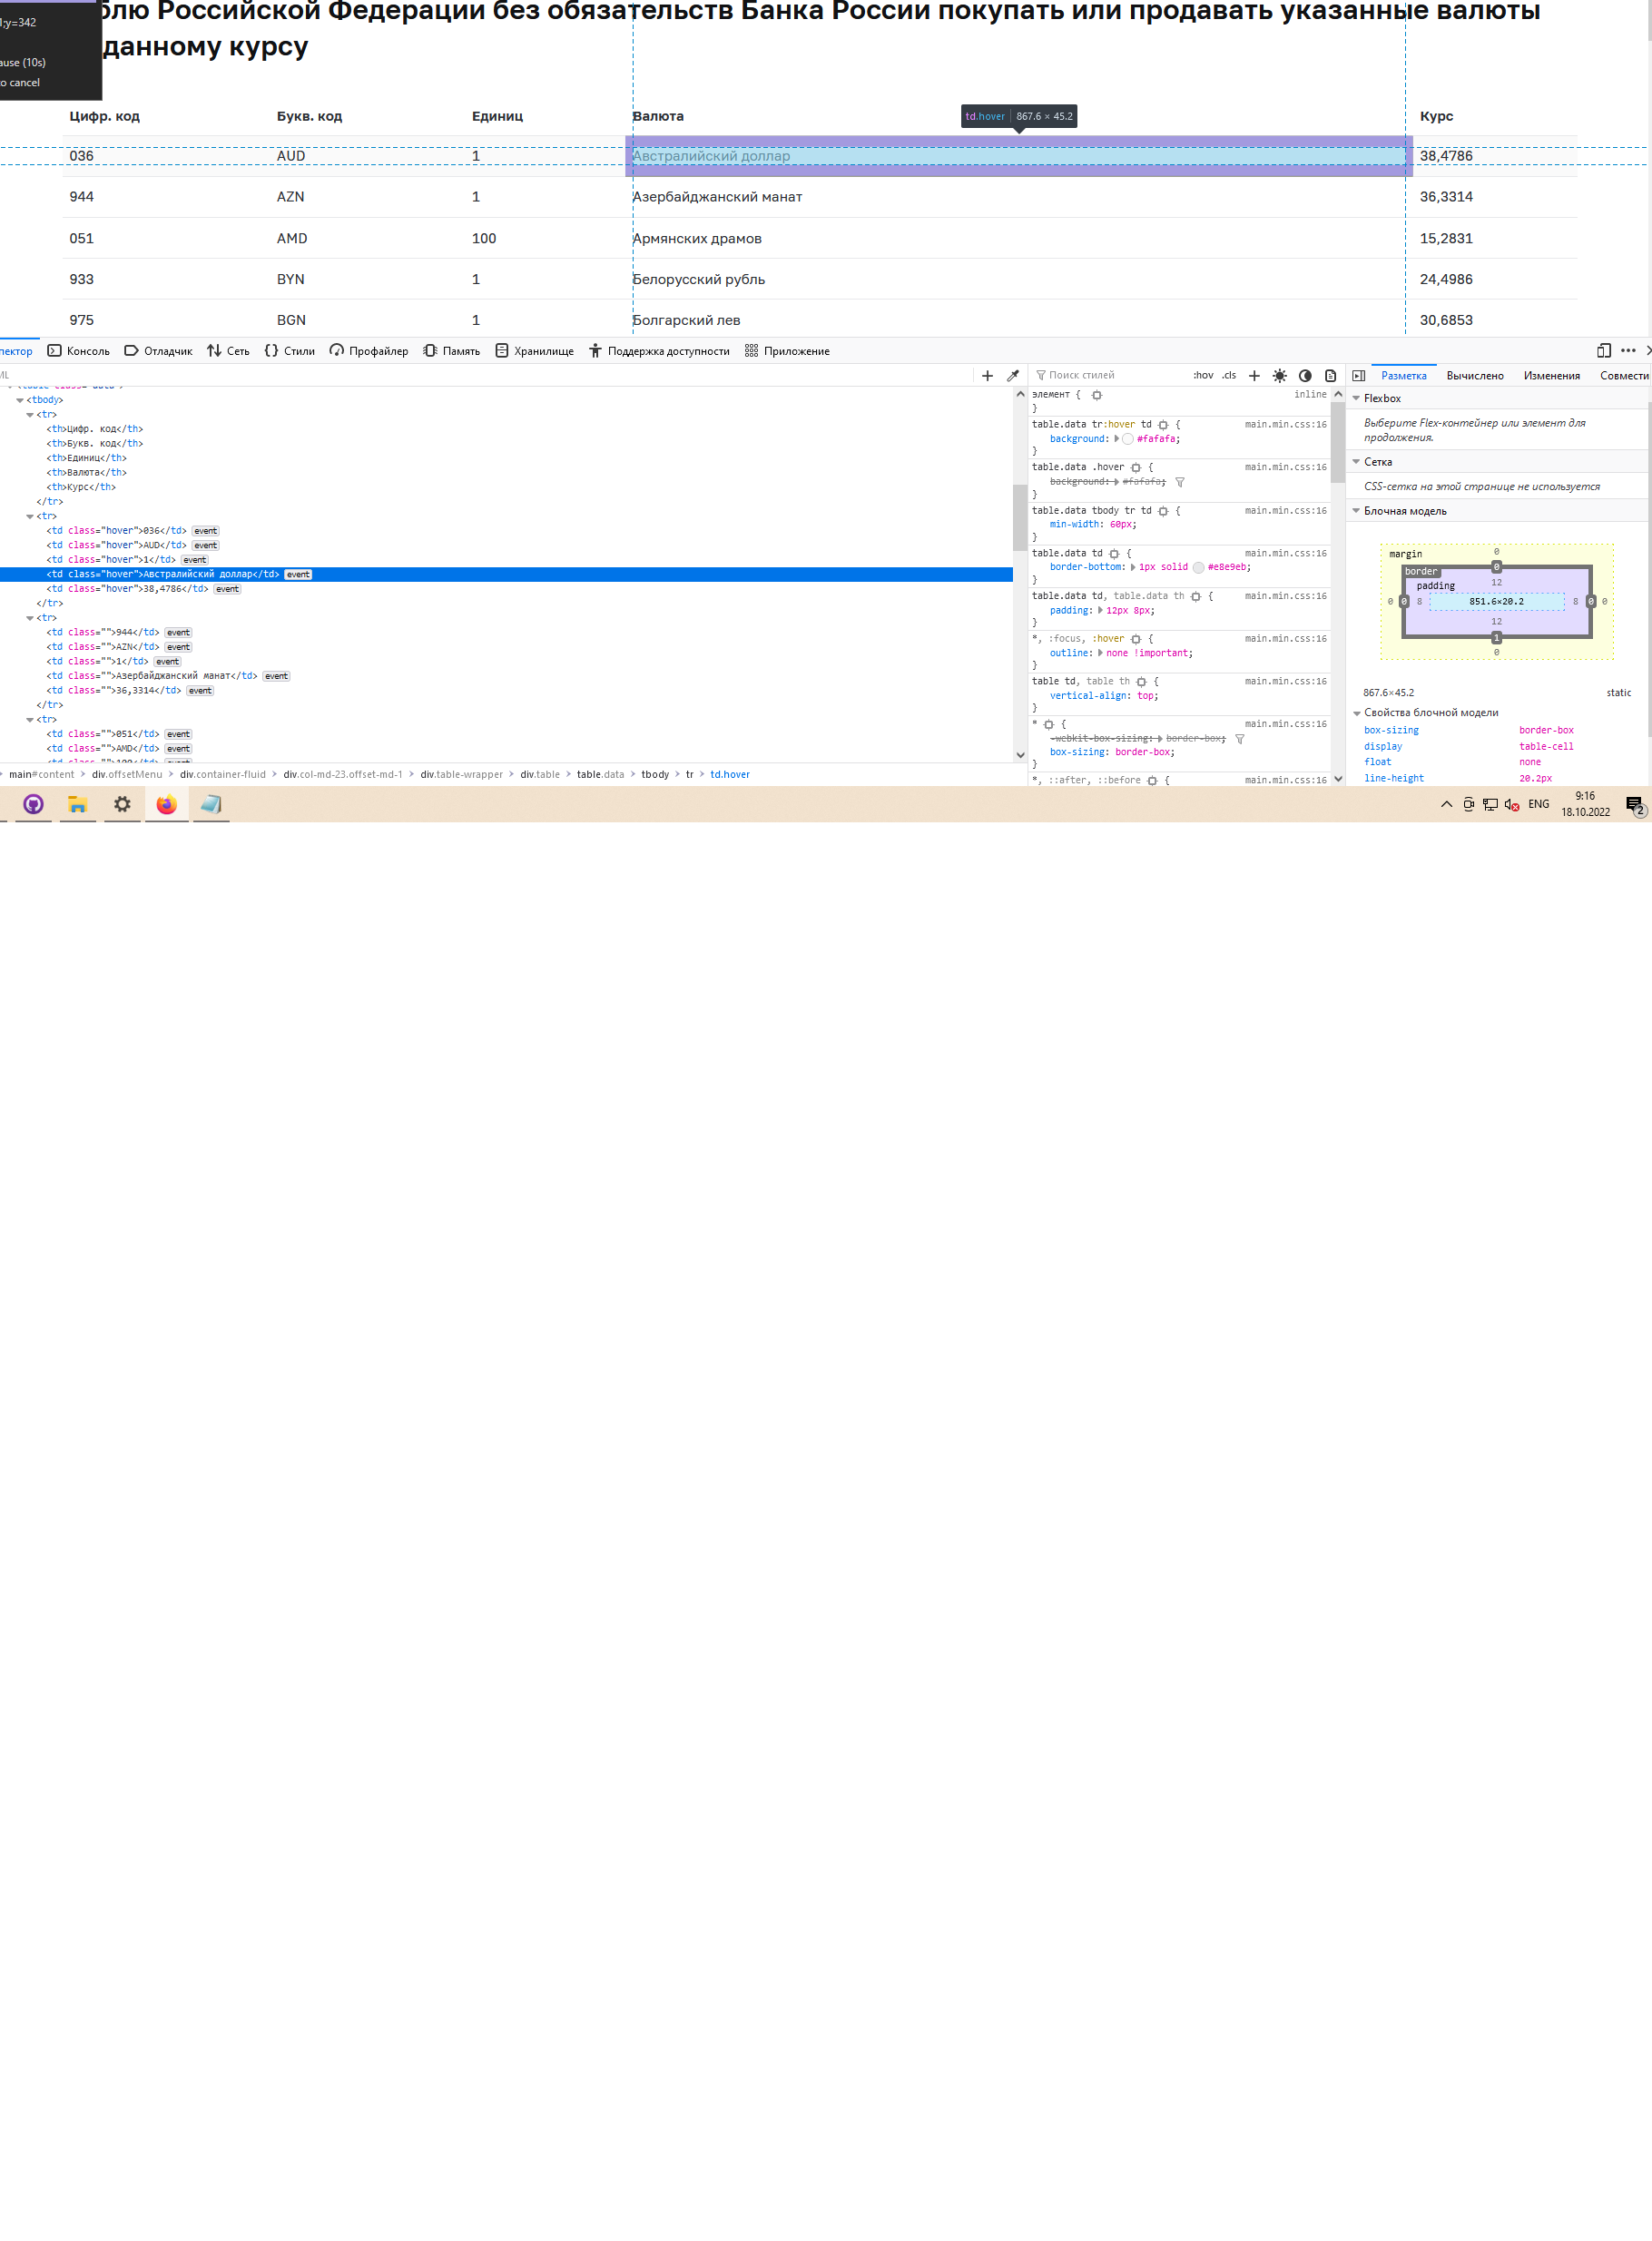 блю Российской Федерации без обязательств Банка России покупать или продавать указанные валюты
данному курсу
;y=342
ause (10s)
o cancel
Цифр. код Букв. код Единиц Валюта Курс
td.hover 867.6 × 45.2
036 AUD 1 Австралийский доллар 38,4786
944 AZN 1 Азербайджанский манат 36,3314
051 AMD 100 Армянских драмов 15,2831
933 BYN 1 Белорусский рубль 24,4986
975 BGN 1 Болгарский лев 30,6853
пектор Консоль Отладчик Сеть Стили Профайлер Память Хранилище Поддержка доступности Приложение
ML
<tbody>
<tr>
<th>Цифр. код</th>
<th>Букв. код</th>
<th>Единиц</th>
<th>Валюта</th>
<th>Курс</th>
</tr>
<tr>
<td class="hover">036</td> event
<td class="hover">AUD</td> event
<td class="hover">1</td> event
<td class="hover">Австралийский доллар</td> event
<td class="hover">38,4786</td> event
</tr>
<tr>
<td class="">944</td> event
<td class="">AZN</td> event
<td class="">1</td> event
<td class="">Азербайджанский манат</td> event
<td class="">36,3314</td> event
</tr>
<tr>
<td class="">051</td> event
<td class="">AMD</td> event
main#content > div.offsetMenu > div.container-fluid > div.col-md-23.offset-md-1 > div.table-wrapper > div.table > table.data > tbody > tr > td.hover
Поиск стилей :hov .cls
элемент { inline
}
table.data tr:hover td { main.min.css:16
background: #fafafa;
}
table.data .hover { main.min.css:16
background: #fafafa;
}
table.data tbody tr td { main.min.css:16
min-width: 60px;
}
table.data td { main.min.css:16
border-bottom: 1px solid #e8e9eb;
}
table.data td, table.data th { main.min.css:16
padding: 12px 8px;
}
*, :focus, :hover { main.min.css:16
outline: none !important;
}
table td, table th { main.min.css:16
vertical-align: top;
}
* { main.min.css:16
-webkit-box-sizing: border-box;
box-sizing: border-box;
}
*, ::after, ::before { main.min.css:16
Разметка Вычислено Изменения Совмести
Flexbox
Выберите Flex-контейнер или элемент для
продолжения.
Сетка
CSS-сетка на этой странице не используется
Блочная модель
margin 0
border 0
padding 12
0 0 8 851.6×20.2 8 0 0
12
1
0
867.6×45.2 static
Свойства блочной модели
box-sizing border-box
display table-cell
float none
line-height 20.2px
ENG
9:16
18.10.2022
2